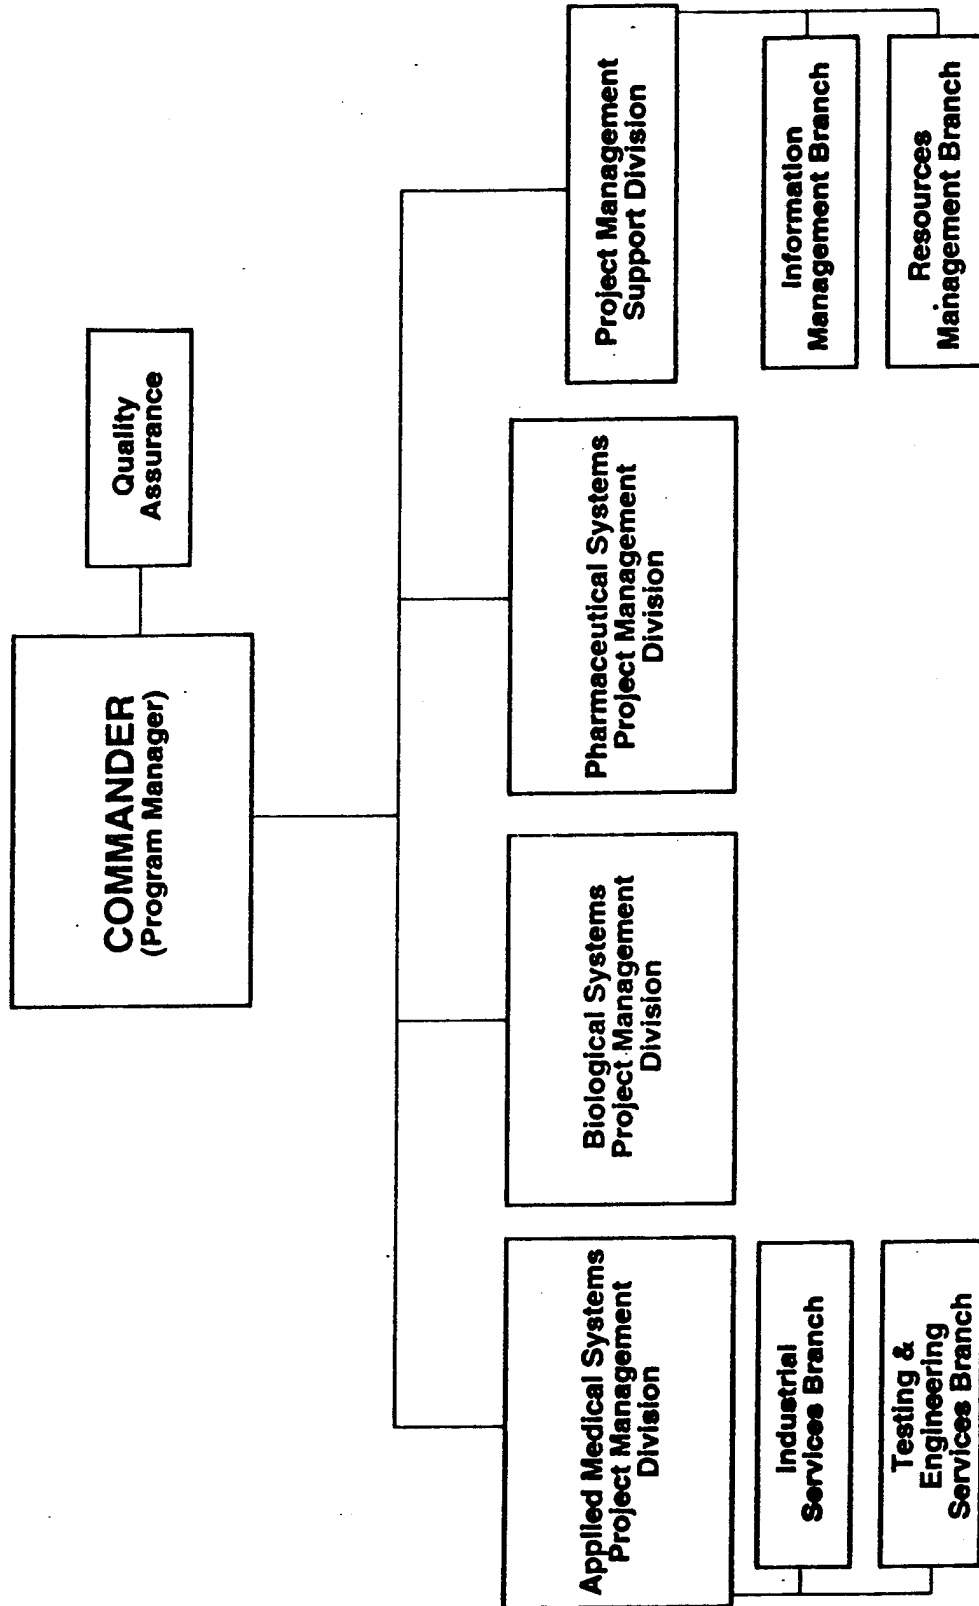 COMMANDER
(Program Manager)
Quality
Assurance
Applied Medical Systems
Project Management
Division
Industrial
Services Branch
Testing &
Engineering
Services Branch
Biological Systems
Project Management
Division
Pharmaceutical Systems
Project Management
Division
Project Management
Support Division
Information
Management Branch
Resources
Management Branch